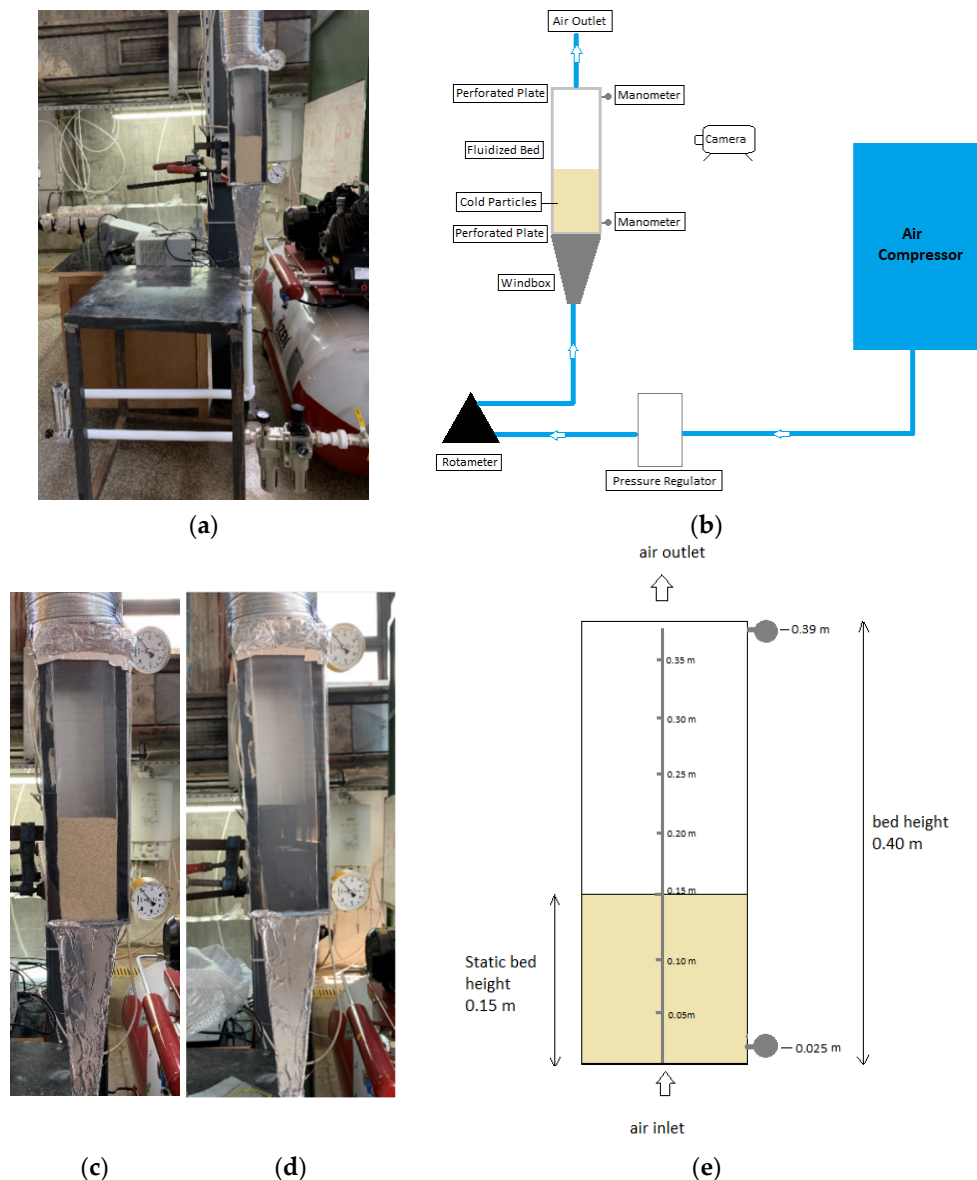 Air Outlet
Perforated Plate
Manometer
Camera
Fluidized Bed
Cold Particles
Manometer
Perforated Plate
Air
Compressor
Windbox
Rotameter
Pressure Regulator
(a)
(b)
air outlet
0.39 m
0.35 m
0.30 m
0.25 m
0.20 m
bed height
0.40 m
0.15 m
Static bed
height
0.15 m
0.10 m
0.05m
0.025 m
air inlet
(c)
(d)
(e)